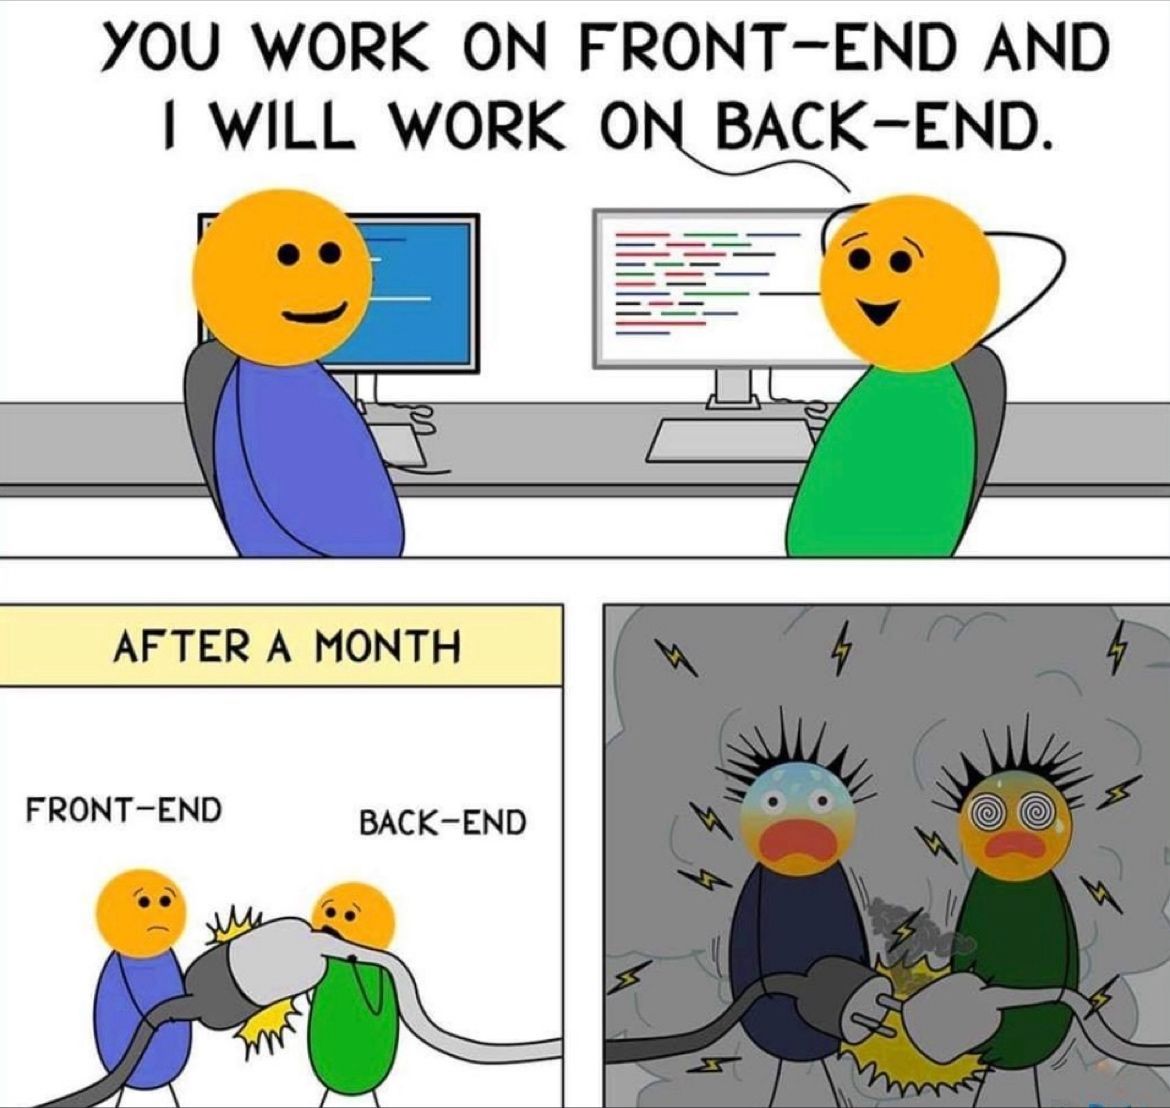 YOU WORK ON FRONT-END AND
I WILL WORK ON BACK-END.
AFTER A MONTH
FRONT-END
BACK-END